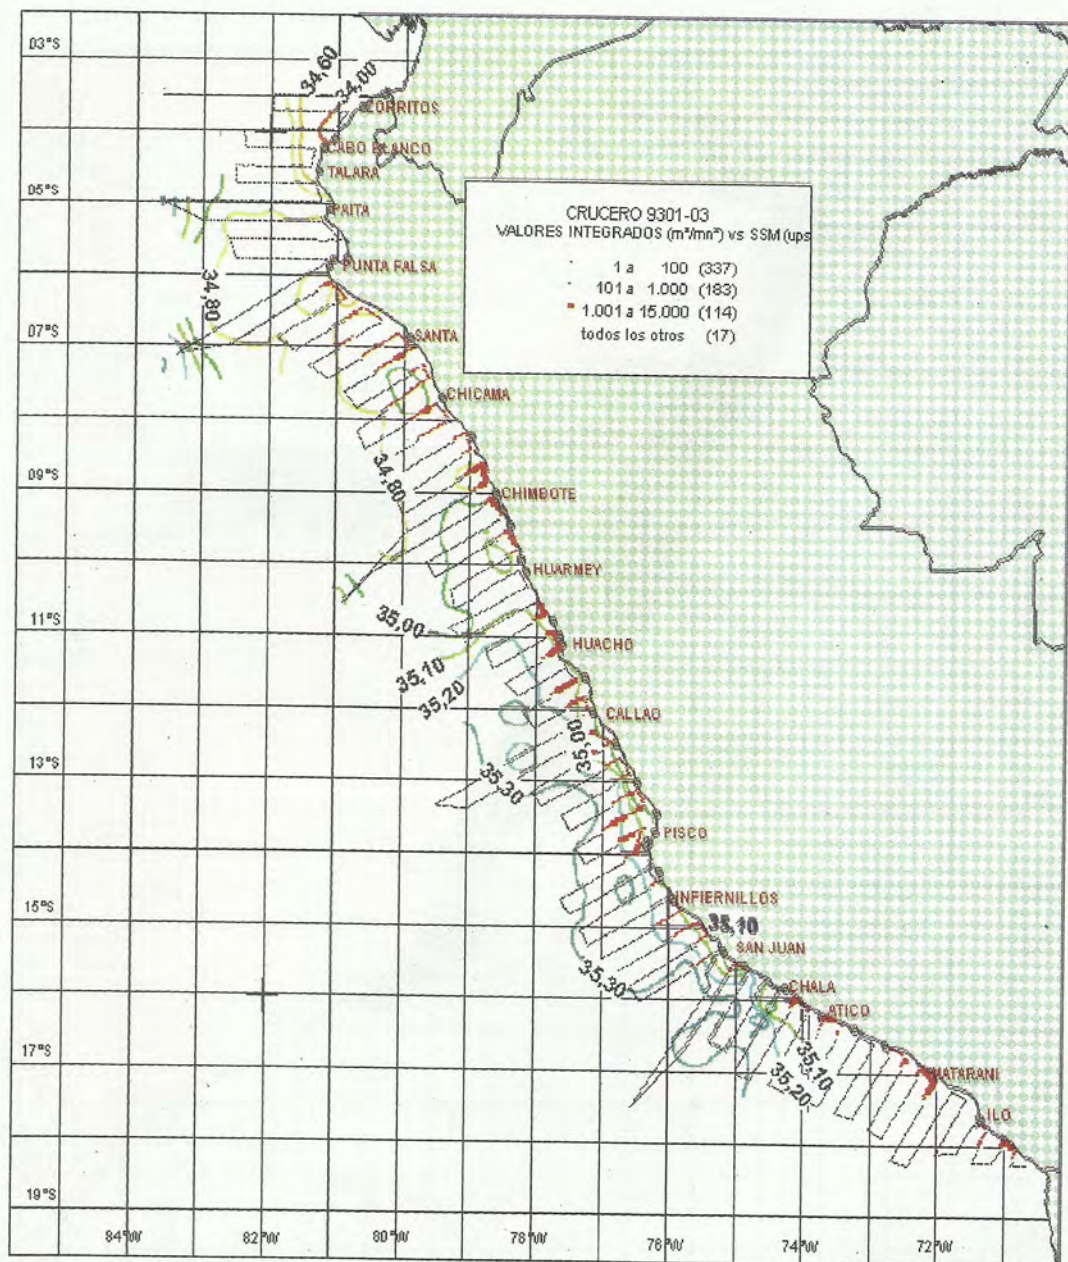 03°S
34,60
34,00
ZORRITOS
CABO BLANCO
TALARA
05°S
PAITA
CRUCERO 9301-03
VALORES INTEGRADOS (m²/mn²) vs SSM (ups
1 a 100 (337)
101 a 1.000 (183)
1.001 a 15.000 (114)
todos los otros (17)
PUNTA FALSA
34,80
07°S
SANTA
CHICAMA
34,80
09°S
CHIMBOTE
HUARMEY
35,00
11°S
HUACHO
35,10
35,20
CALLAO
35,00
13°S
35,30
PISCO
INFIERNILLOS
15°S
35,10
SAN JUAN
35,30
CHALA
ATICO
17°S
35,10
MATARANI
35,20
ILO
19°S
84°W
82°W
80°W
78°W
76°W
74°W
72°W